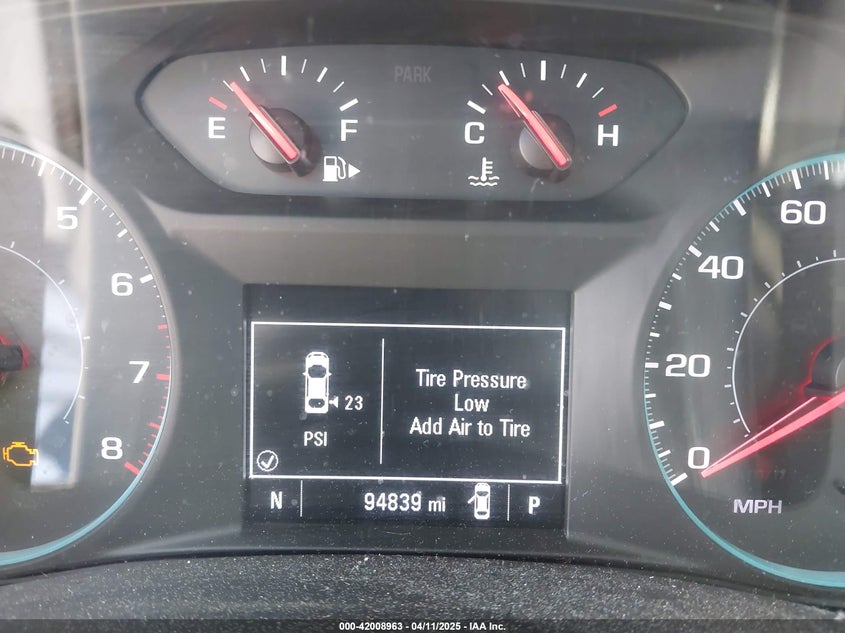 PARK
E F
C H
5
6
7
8
60
40
20
0
MPH
23
PSI
Tire Pressure
Low
Add Air to Tire
N 94839 mi P
000-42008963 - 04/11/2025 - IAA Inc.